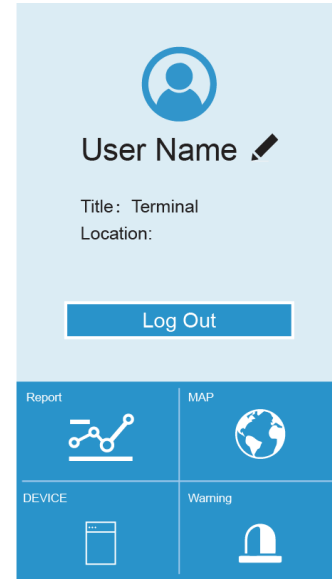 User Name
Title： Terminal
Location:
Log Out
Report
MAP
DEVICE
Warning